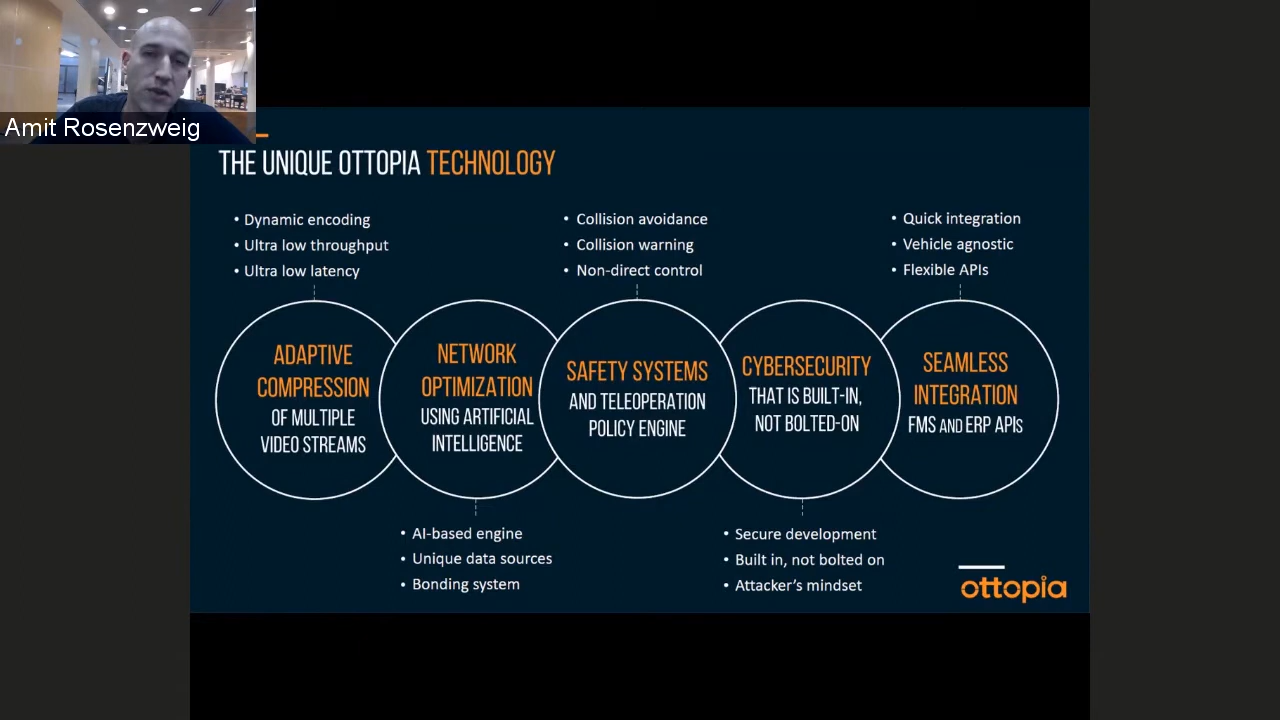 Amit Rosenzweig
THE UNIQUE OTTOPIA TECHNOLOGY
• Dynamic encoding
• Ultra low throughput
• Ultra low latency
• Collision avoidance
• Collision warning
• Non-direct control
• Quick integration
• Vehicle agnostic
• Flexible APIs
ADAPTIVE
COMPRESSION
OF MULTIPLE
VIDEO STREAMS
NETWORK
OPTIMIZATION
USING ARTIFICIAL
INTELLIGENCE
SAFETY SYSTEMS
AND TELEOPERATION
POLICY ENGINE
CYBERSECURITY
THAT IS BUILT-IN,
NOT BOLTED-ON
SEAMLESS
INTEGRATION
FMS AND ERP APIs
• AI-based engine
• Unique data sources
• Bonding system
• Secure development
• Built in, not bolted on
• Attacker's mindset
ottopia